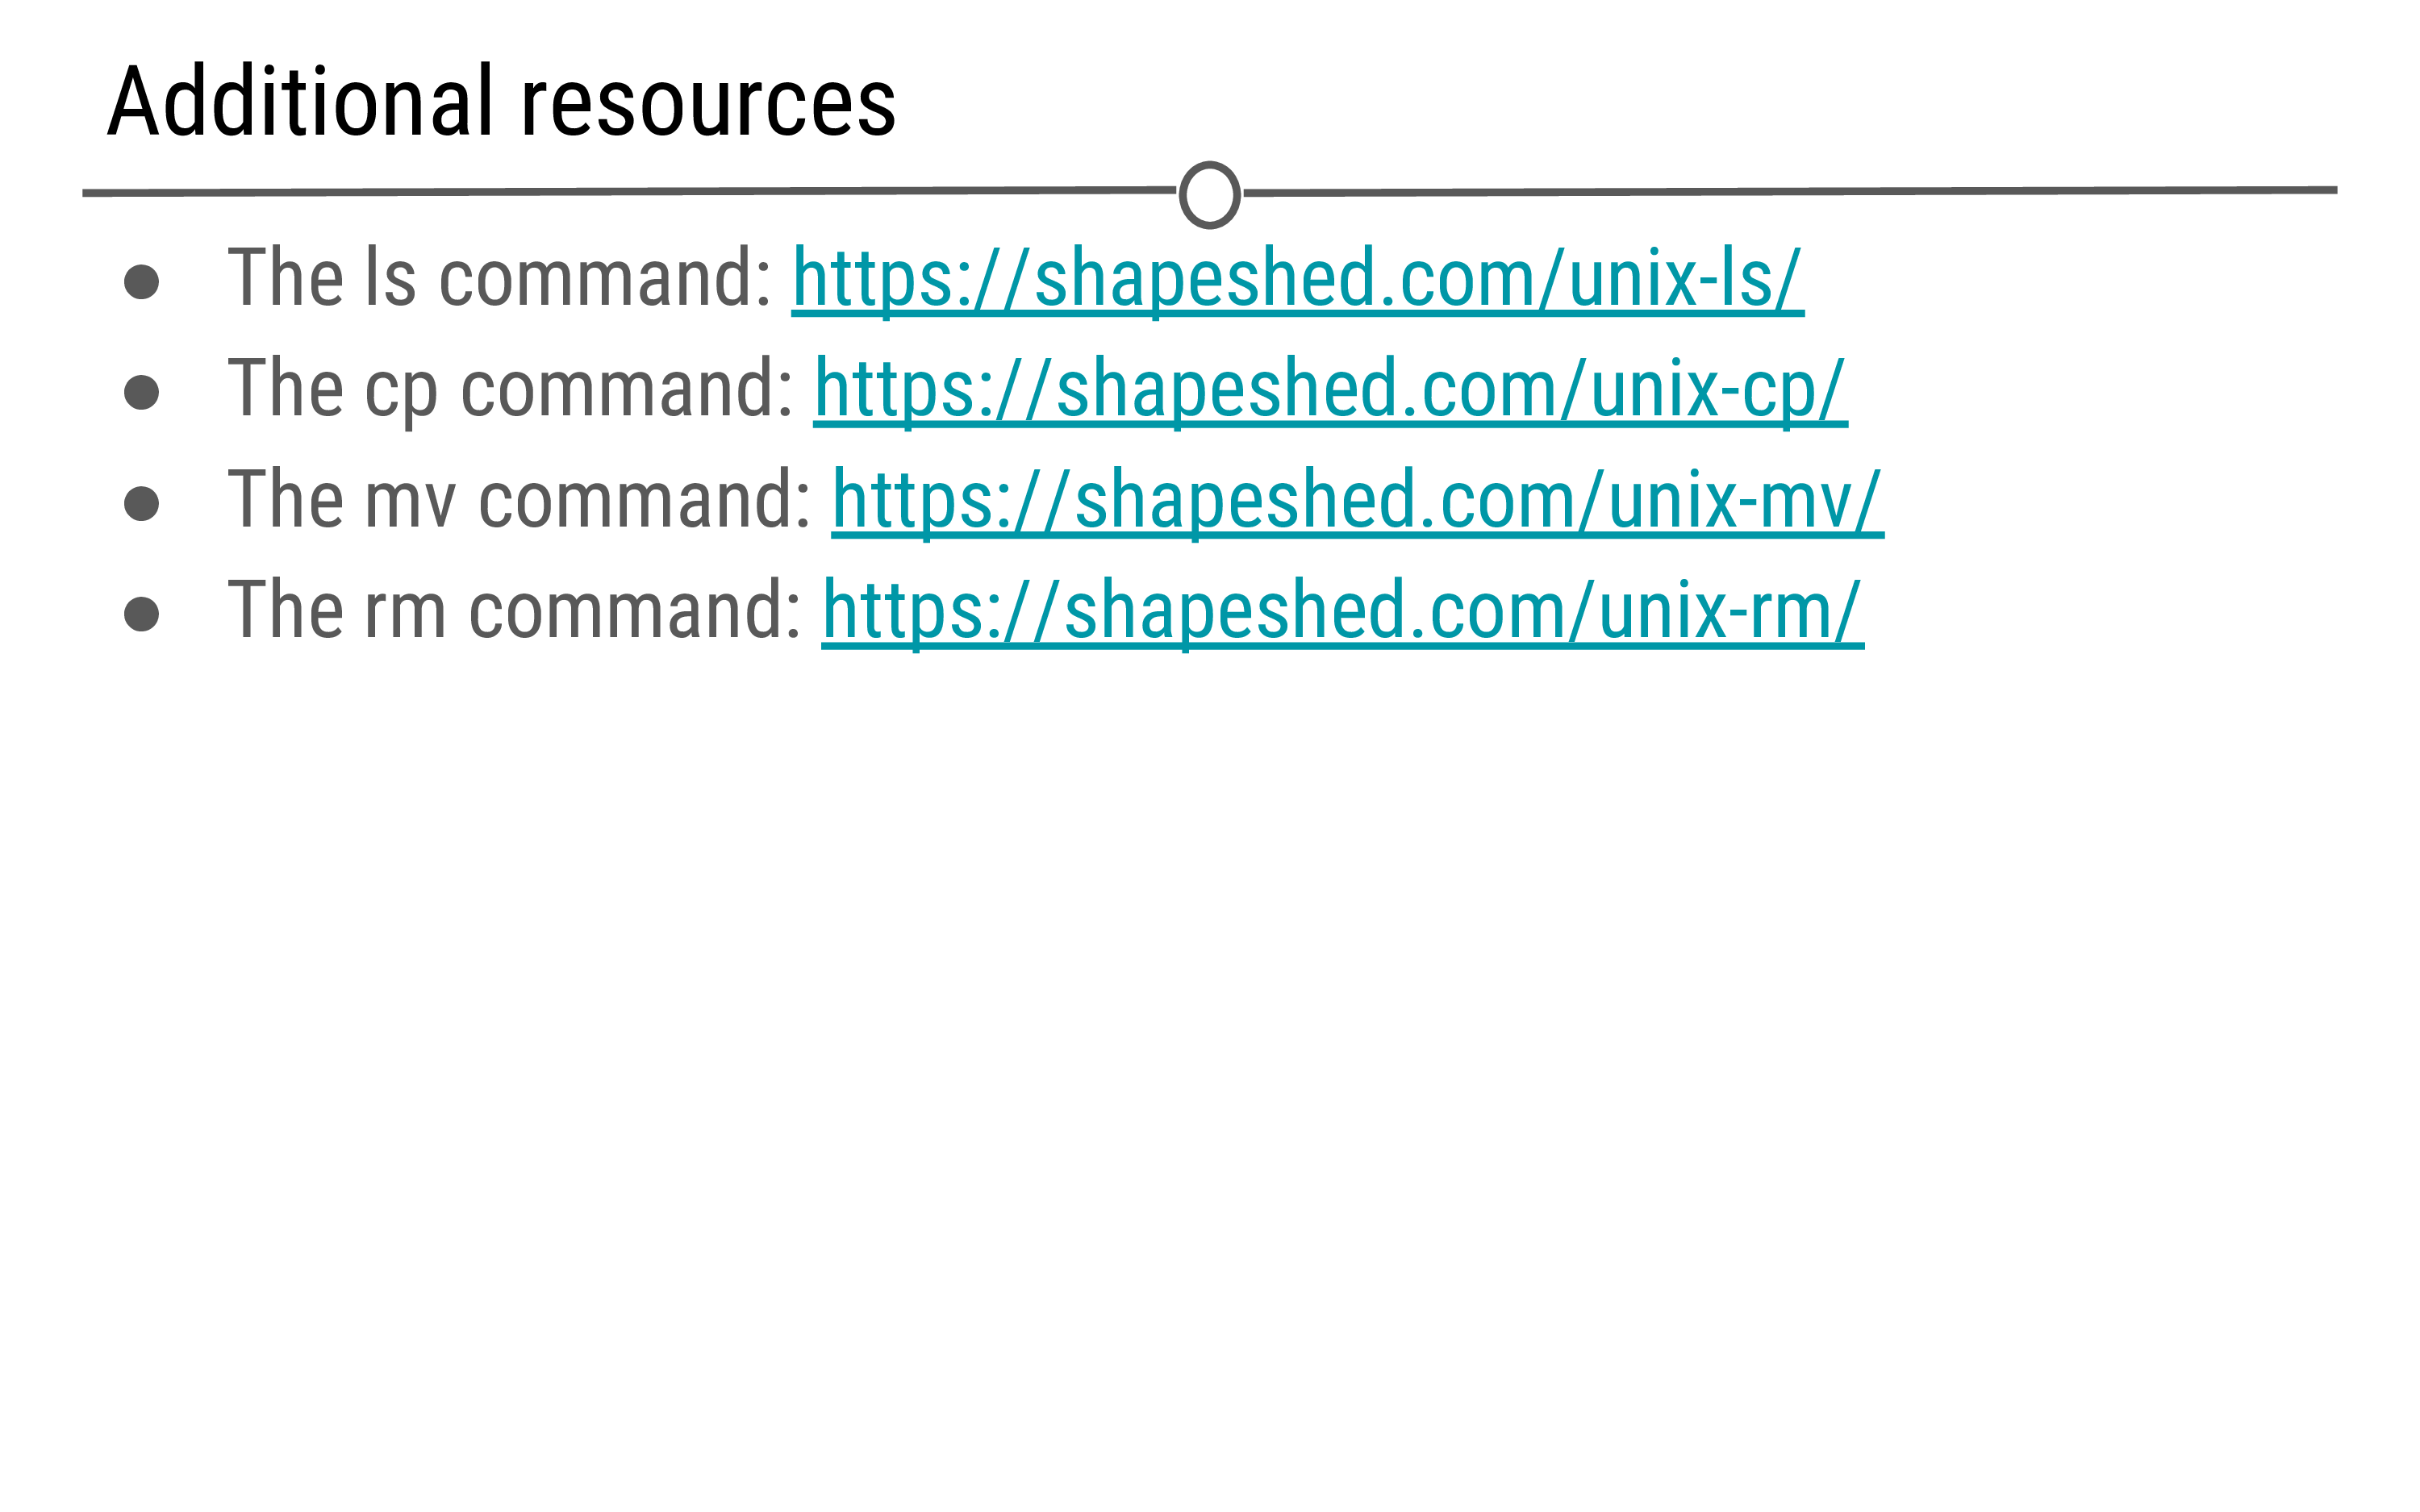 Additional resources
● The ls command: https://shapeshed.com/unix-ls/
● The cp command: https://shapeshed.com/unix-cp/
● The mv command: https://shapeshed.com/unix-mv/
● The rm command: https://shapeshed.com/unix-rm/